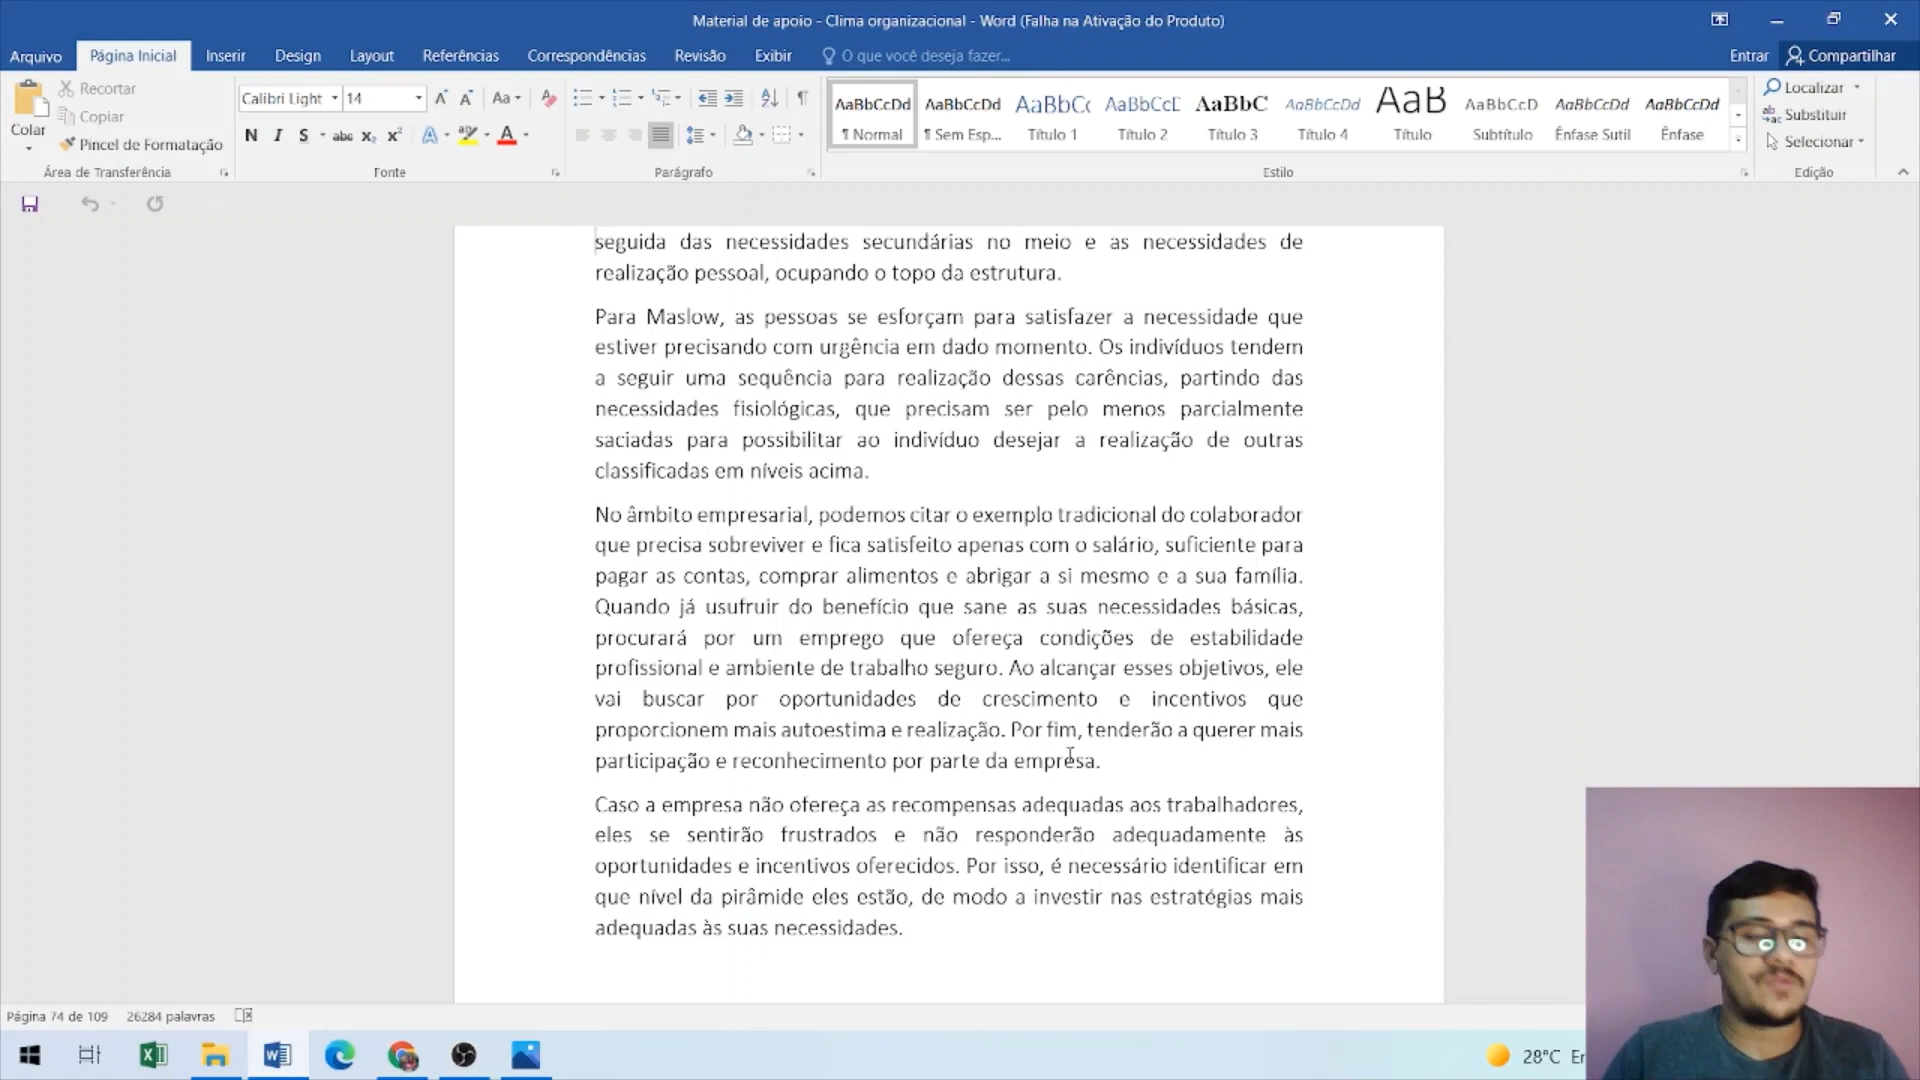 Material de apoio - Clima organizacional - Word (Falha na Ativação do Produto)
Arquivo Página Inicial Inserir Design Layout Referências Correspondências Revisão Exibir O que você deseja fazer... Entrar Compartilhar
Colar
Recortar
Copiar
Pincel de Formatação
Área de Transferência
Calibri Light 14 Aa
N I S abc x₂ x²
Fonte
Parágrafo
AaBbCcDd AaBbCcDd AaBbCc AaBbCcD AaBbC AaBbCcDd AaB AaBbCcD AaBbCcDd AaBbCcDd
¶ Normal ¶ Sem Esp... Título 1 Título 2 Título 3 Título 4 Título Subtítulo Ênfase Sutil Ênfase
Estilo
Localizar
Substituir
Selecionar
Edição
seguida das necessidades secundárias no meio e as necessidades de
realização pessoal, ocupando o topo da estrutura.
Para Maslow, as pessoas se esforçam para satisfazer a necessidade que
estiver precisando com urgência em dado momento. Os indivíduos tendem
a seguir uma sequência para realização dessas carências, partindo das
necessidades fisiológicas, que precisam ser pelo menos parcialmente
saciadas para possibilitar ao indivíduo desejar a realização de outras
classificadas em níveis acima.
No âmbito empresarial, podemos citar o exemplo tradicional do colaborador
que precisa sobreviver e fica satisfeito apenas com o salário, suficiente para
pagar as contas, comprar alimentos e abrigar a si mesmo e a sua família.
Quando já usufruir do benefício que sane as suas necessidades básicas,
procurará por um emprego que ofereça condições de estabilidade
profissional e ambiente de trabalho seguro. Ao alcançar esses objetivos, ele
vai buscar por oportunidades de crescimento e incentivos que
proporcionem mais autoestima e realização. Por fim, tenderão a querer mais
participação e reconhecimento por parte da empresa.
Caso a empresa não ofereça as recompensas adequadas aos trabalhadores,
eles se sentirão frustrados e não responderão adequadamente às
oportunidades e incentivos oferecidos. Por isso, é necessário identificar em
que nível da pirâmide eles estão, de modo a investir nas estratégias mais
adequadas às suas necessidades.
Página 74 de 109 26284 palavras
28°C